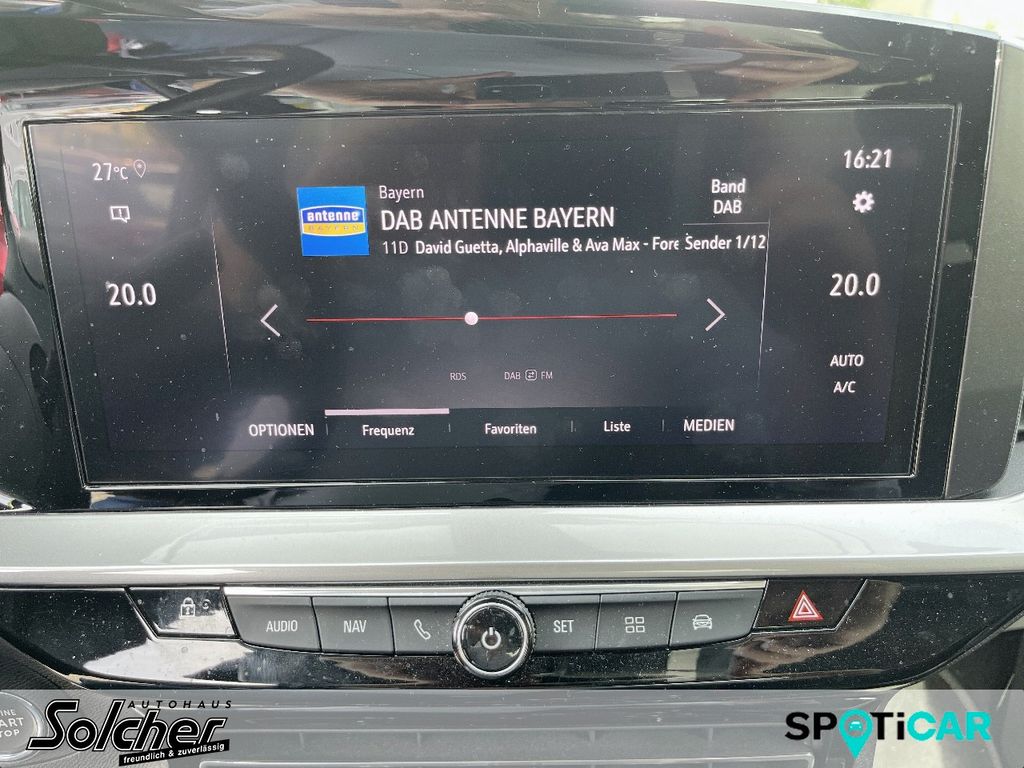 27°C
16:21
antenne
BAYERN
Bayern
DAB ANTENNE BAYERN
11D David Guetta, Alphaville & Ava Max - Fore
Band
DAB
Sender 1/12
20.0
20.0
RDS
DAB FM
AUTO
A/C
OPTIONEN
Frequenz
Favoriten
Liste
MEDIEN
AUDIO
NAV
SET
START
STOP
AUTOHAUS
Solcher
freundlich & zuverlässig
SPOTiCAR